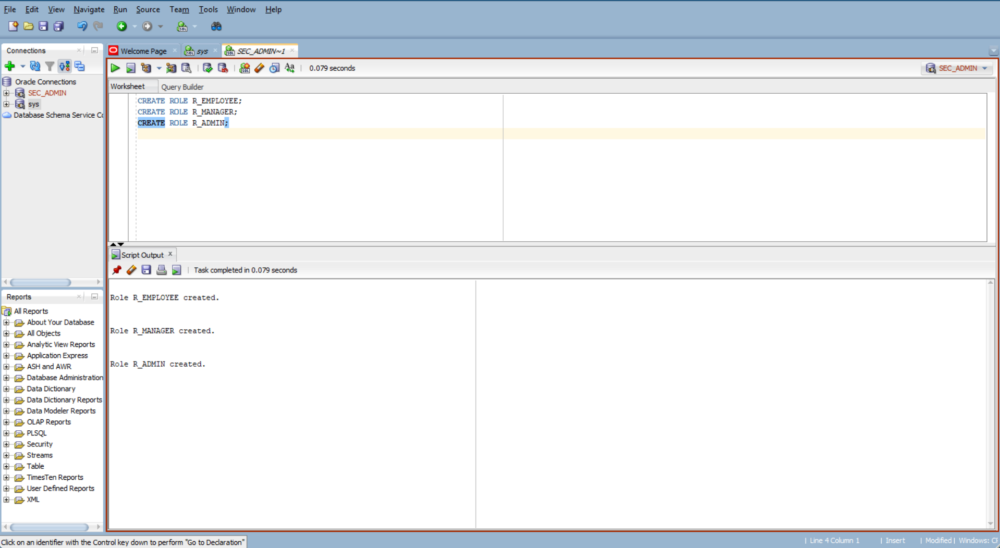 File Edit View Navigate Run Source Team Tools Window Help
Connections
Welcome Page
sys
SEC_ADMIN~1
0.079 seconds
SEC_ADMIN
Oracle Connections
SEC_ADMIN
sys
Database Schema Service Co
Worksheet
Query Builder
CREATE ROLE R_EMPLOYEE;
CREATE ROLE R_MANAGER;
CREATE ROLE R_ADMIN;
Script Output
Task completed in 0.079 seconds
Role R_EMPLOYEE created.
Role R_MANAGER created.
Role R_ADMIN created.
Reports
All Reports
About Your Database
All Objects
Analytic View Reports
Application Express
ASH and AWR
Database Administration
Data Dictionary
Data Dictionary Reports
Data Modeler Reports
OLAP Reports
PLSQL
Security
Streams
Table
TimesTen Reports
User Defined Reports
XML
Click on an identifier with the Control key down to perform "Go to Declaration"
| Line 4 Column 1 | Insert | Modified | Windows: CF